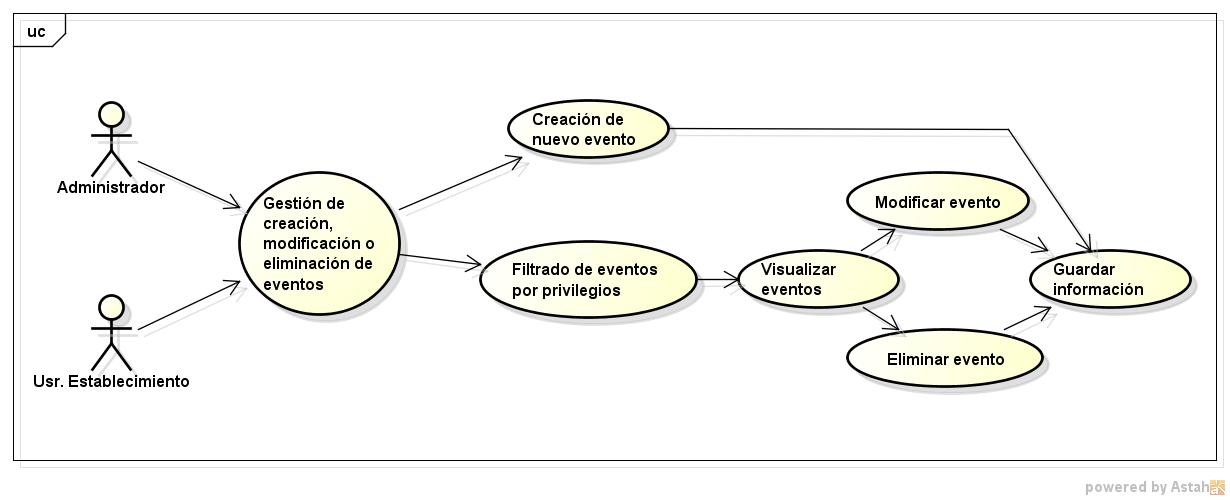 uc
Administrador
Usr. Establecimiento
Gestión de
creación,
modificación o
eliminación de
eventos
Creación de
nuevo evento
Filtrado de eventos
por privilegios
Visualizar
eventos
Modificar evento
Eliminar evento
Guardar
información
powered by Astah